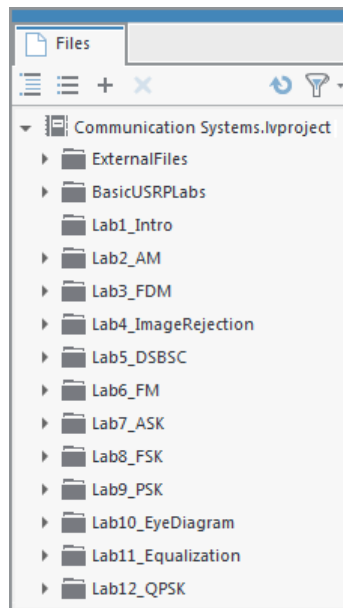 Files
Communication Systems.lvproject
ExternalFiles
BasicUSRPLabs
Lab1_Intro
Lab2_AM
Lab3_FDM
Lab4_ImageRejection
Lab5_DSBSC
Lab6_FM
Lab7_ASK
Lab8_FSK
Lab9_PSK
Lab10_EyeDiagram
Lab11_Equalization
Lab12_QPSK